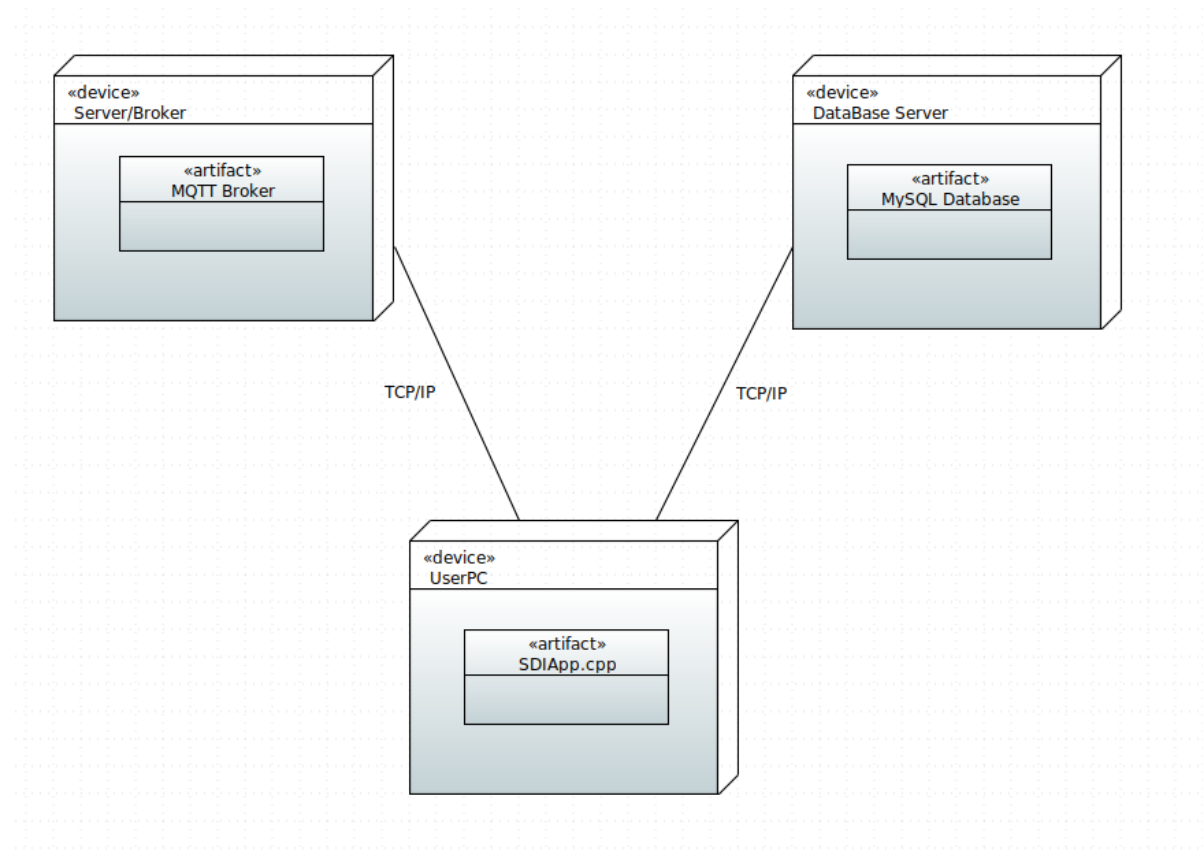 «device»
Server/Broker
«artifact»
MQTT Broker
«device»
DataBase Server
«artifact»
MySQL Database
TCP/IP
TCP/IP
«device»
UserPC
«artifact»
SDIApp.cpp